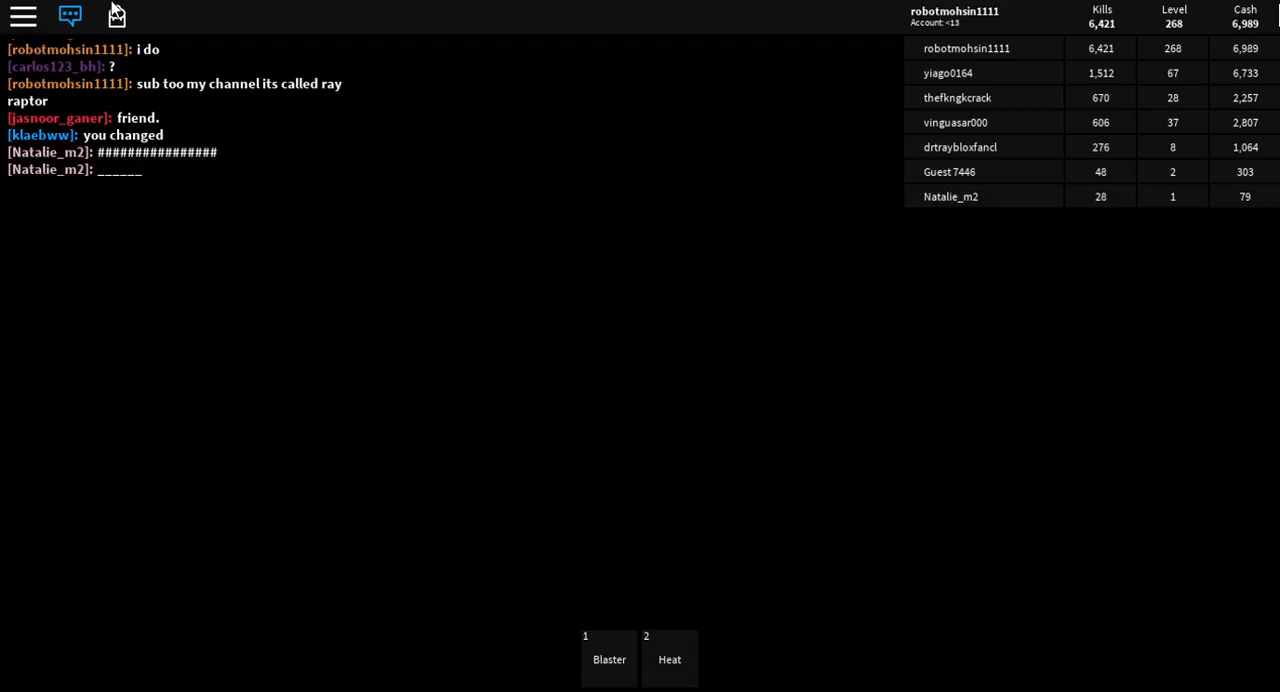 robotmohsin1111
Account: <13
Kills
6,421
Level
268
Cash
6,989
[robotmohsin1111]: i do
[carlos123_bh]: ?
[robotmohsin1111]: sub too my channel its called ray
raptor
[jasnoor_ganer]: friend.
[klaebww]: you changed
[Natalie_m2]: ################
[Natalie_m2]: ______
robotmohsin1111 6,421 268 6,989
yiago0164 1,512 67 6,733
thefkngkcrack 670 28 2,257
vinguasar000 606 37 2,807
drtraybloxfancl 276 8 1,064
Guest 7446 48 2 303
Natalie_m2 28 1 79
1
Blaster
2
Heat